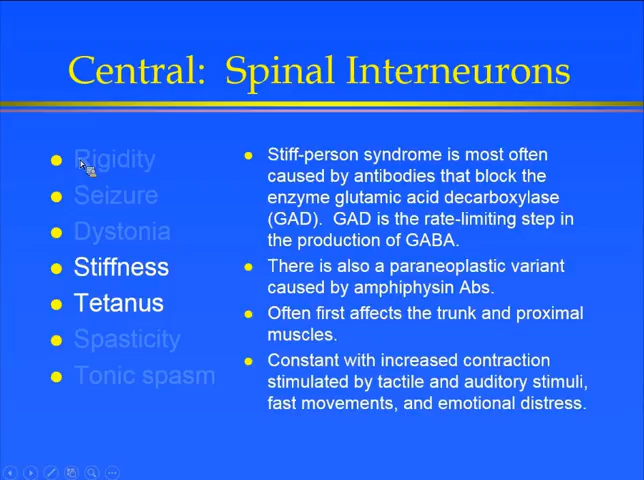 Central: Spinal Interneurons
Rigidity
Seizure
Dystonia
Stiffness
Tetanus
Spasticity
Tonic spasm
Stiff-person syndrome is most often
caused by antibodies that block the
enzyme glutamic acid decarboxylase
(GAD). GAD is the rate-limiting step in
the production of GABA.
There is also a paraneoplastic variant
caused by amphiphysin Abs.
Often first affects the trunk and proximal
muscles.
Constant with increased contraction
stimulated by tactile and auditory stimuli,
fast movements, and emotional distress.